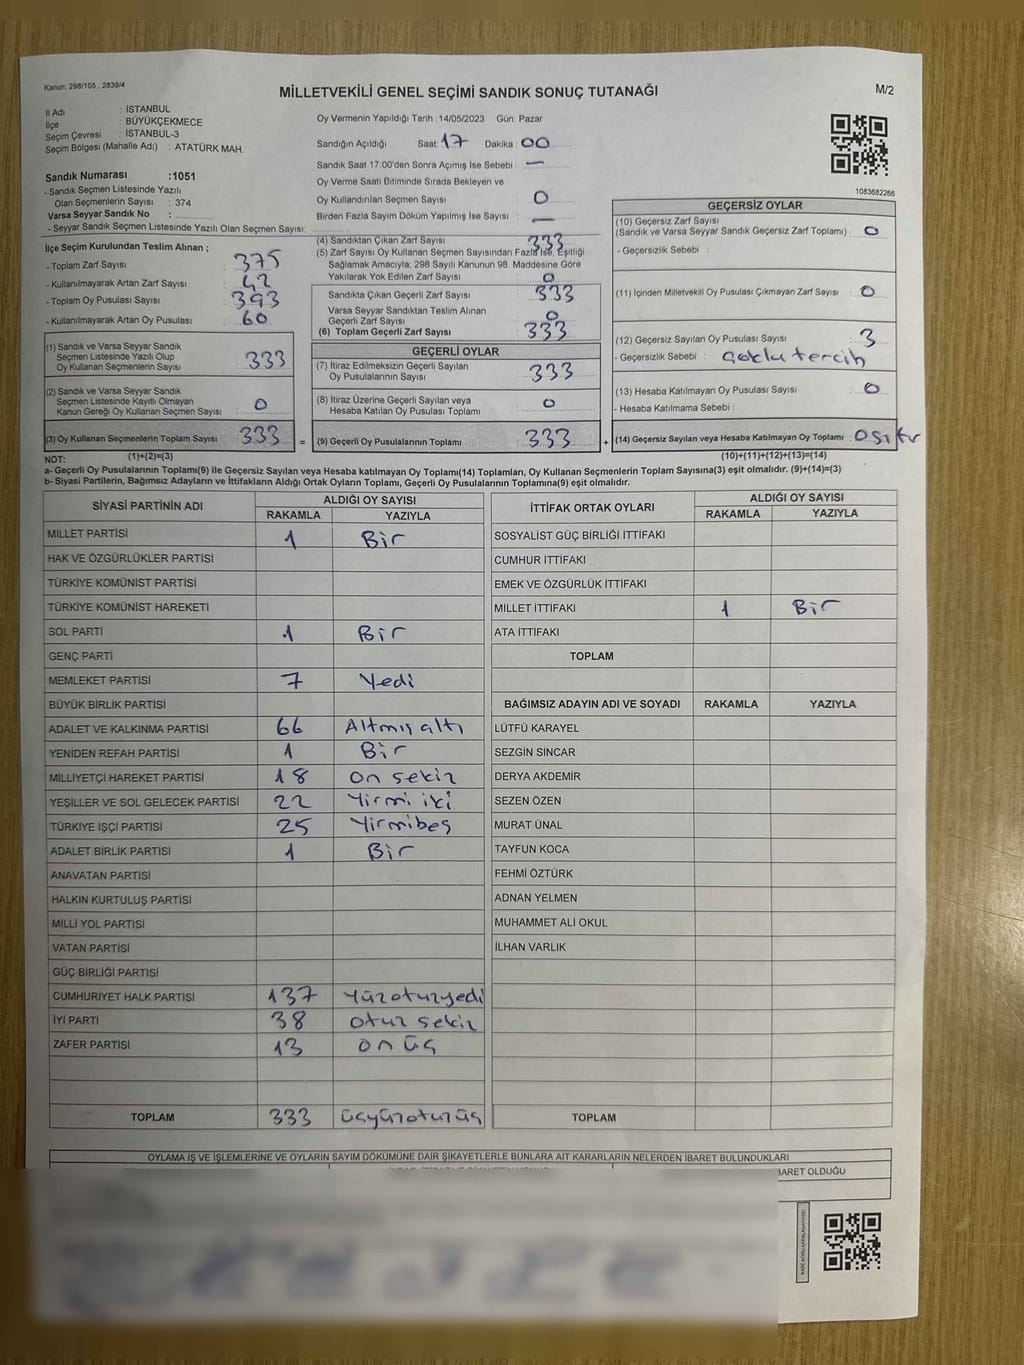 Kanun: 298/105 , 2839/4
MİLLETVEKİLİ GENEL SEÇİMİ SANDIK SONUÇ TUTANAĞI
M/2
İl Adı : İSTANBUL
İlçe : BÜYÜKÇEKMECE
Seçim Çevresi : İSTANBUL-3
Seçim Bölgesi (Mahalle Adı) : ATATÜRK MAH.
Sandık Numarası :1051
- Sandık Seçmen Listesinde Yazılı
Olan Seçmenlerin Sayısı : 374
Varsa Seyyar Sandık No :
- Seyyar Sandık Seçmen Listesinde Yazılı Olan Seçmen Sayısı:
Oy Vermenin Yapıldığı Tarih :14/05/2023 Gün: Pazar
Sandığın Açıldığı Saat: 17 Dakika: 00
Sandık Saat 17:00'den Sonra Açımış İse Sebebi : —
Oy Verme Saati Bitiminde Sırada Bekleyen ve
Oy Kullandırılan Seçmen Sayısı : 0
Birden Fazla Sayım Döküm Yapılmış İse Sayısı : —
1083682266
İlçe Seçim Kurulundan Teslim Alınan ;
- Toplam Zarf Sayısı : 375
- Kullanılmayarak Artan Zarf Sayısı : 42
- Toplam Oy Pusulası Sayısı : 393
- Kullanılmayarak Artan Oy Pusulası : 60
(1) Sandık ve Varsa Seyyar Sandık
Seçmen Listesinde Yazılı Olup
Oy Kullanan Seçmenlerin Sayısı : 333
(2) Sandık ve Varsa Seyyar Sandık
Seçmen Listesinde Kayıtlı Olmayan
Kanun Gereği Oy Kullanan Seçmen Sayısı : 0
(3) Oy Kullanan Seçmenlerin Toplam Sayısı : 333
(4) Sandıktan Çıkan Zarf Sayısı : 333
(5) Zarf Sayısı Oy Kullanan Seçmen Sayısından Fazla İse, Eşitliği
Sağlamak Amacıyla; 298 Sayılı Kanunun 98. Maddesine Göre
Yakılarak Yok Edilen Zarf Sayısı : 0
Sandıkta Çıkan Geçerli Zarf Sayısı : 333
Varsa Seyyar Sandıktan Teslim Alınan
Geçerli Zarf Sayısı : 0
(6) Toplam Geçerli Zarf Sayısı : 333
GEÇERLİ OYLAR
(7) İtiraz Edilmeksizin Geçerli Sayılan
Oy Pusulalarının Sayısı : 333
(8) İtiraz Üzerine Geçerli Sayılan veya
Hesaba Katılan Oy Pusulası Toplamı : 0
= (9) Geçerli Oy Pusulalarının Toplamı : 333
GEÇERSİZ OYLAR
(10) Geçersiz Zarf Sayısı
(Sandık ve Varsa Seyyar Sandık Geçersiz Zarf Toplamı) : 0
- Geçersizlik Sebebi :
(11) İçinden Milletvekili Oy Pusulası Çıkmayan Zarf Sayısı : 0
(12) Geçersiz Sayılan Oy Pusulası Sayısı : 3
- Geçersizlik Sebebi : çoklu tercih
(13) Hesaba Katılmayan Oy Pusulası Sayısı : 0
- Hesaba Katılmama Sebebi :
+ (14) Geçersiz Sayılan veya Hesaba Katılmayan Oy Toplamı :
NOT: (1)+(2)=(3) (10)+(11)+(12)+(13)=(14)
a- Geçerli Oy Pusulalarının Toplamı(9) ile Geçersiz Sayılan veya Hesaba katılmayan Oy Toplamı(14) Toplamları, Oy Kullanan Seçmenlerin Toplam Sayısına(3) eşit olmalıdır. (9)+(14)=(3)
b- Siyasi Partilerin, Bağımsız Adayların ve İttifakların Aldığı Ortak Oyların Toplamı, Geçerli Oy Pusulalarının Toplamına(9) eşit olmalıdır.
SİYASİ PARTİNİN ADI ALDIĞI OY SAYISI
RAKAMLA YAZIYLA
MİLLET PARTİSİ 1 Bir
HAK VE ÖZGÜRLÜKLER PARTİSİ
TÜRKİYE KOMÜNİST PARTİSİ
TÜRKİYE KOMÜNİST HAREKETİ
SOL PARTİ 1 Bir
GENÇ PARTİ
MEMLEKET PARTİSİ 7 Yedi
BÜYÜK BİRLİK PARTİSİ
ADALET VE KALKINMA PARTİSİ 66 Altmış altı
YENİDEN REFAH PARTİSİ 1 Bir
MİLLİYETÇİ HAREKET PARTİSİ 18 on sekiz
YEŞİLLER VE SOL GELECEK PARTİSİ 22 Yirmi iki
TÜRKİYE İŞÇİ PARTİSİ 25 Yirmibeş
ADALET BİRLİK PARTİSİ 1 Bir
ANAVATAN PARTİSİ
HALKIN KURTULUŞ PARTİSİ
MİLLİ YOL PARTİSİ
VATAN PARTİSİ
GÜÇ BİRLİĞİ PARTİSİ
CUMHURİYET HALK PARTİSİ 137 Yüzotuzyedi
İYİ PARTİ 38 otuz sekiz
ZAFER PARTİSİ 13 on üç
TOPLAM 333 üçyüzotuzüç
İTTİFAK ORTAK OYLARI ALDIĞI OY SAYISI
RAKAMLA YAZIYLA
SOSYALİST GÜÇ BİRLİĞİ İTTİFAKI
CUMHUR İTTİFAKI
EMEK VE ÖZGÜRLÜK İTTİFAKI
MİLLET İTTİFAKI 1 Bir
ATA İTTİFAKI
TOPLAM
BAĞIMSIZ ADAYIN ADI VE SOYADI RAKAMLA YAZIYLA
LÜTFÜ KARAYEL
SEZGİN SİNCAR
DERYA AKDEMİR
SEZEN ÖZEN
MURAT ÜNAL
TAYFUN KOCA
FEHMİ ÖZTÜRK
ADNAN YELMEN
MUHAMMET ALİ OKUL
İLHAN VARLIK
TOPLAM
OYLAMA İŞ VE İŞLEMLERİNE VE OYLARIN SAYIM DÖKÜMÜNE DAİR ŞİKAYETLERLE BUNLARA AİT KARARLARIN NELERDEN İBARET BULUNDUKLARI
BARET OLDUĞU